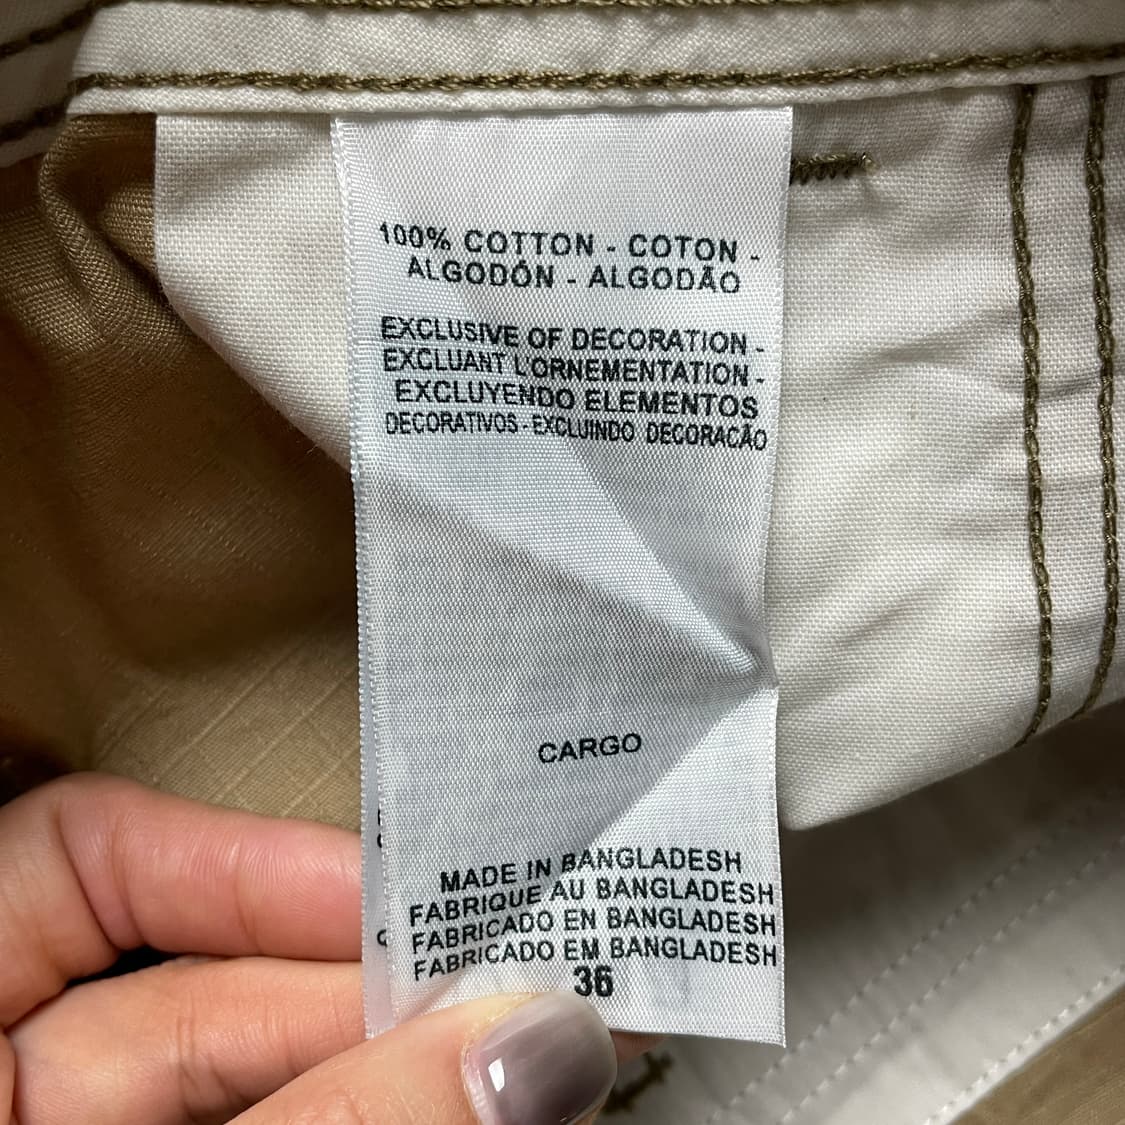 100% COTTON - COTON -
ALGODÓN - ALGODÃO
EXCLUSIVE OF DECORATION -
EXCLUANT L'ORNEMENTATION -
EXCLUYENDO ELEMENTOS
DECORATIVOS - EXCLUINDO DECORACÃO
CARGO
MADE IN BANGLADESH
FABRIQUE AU BANGLADESH
FABRICADO EN BANGLADESH
FABRICADO EM BANGLADESH
36